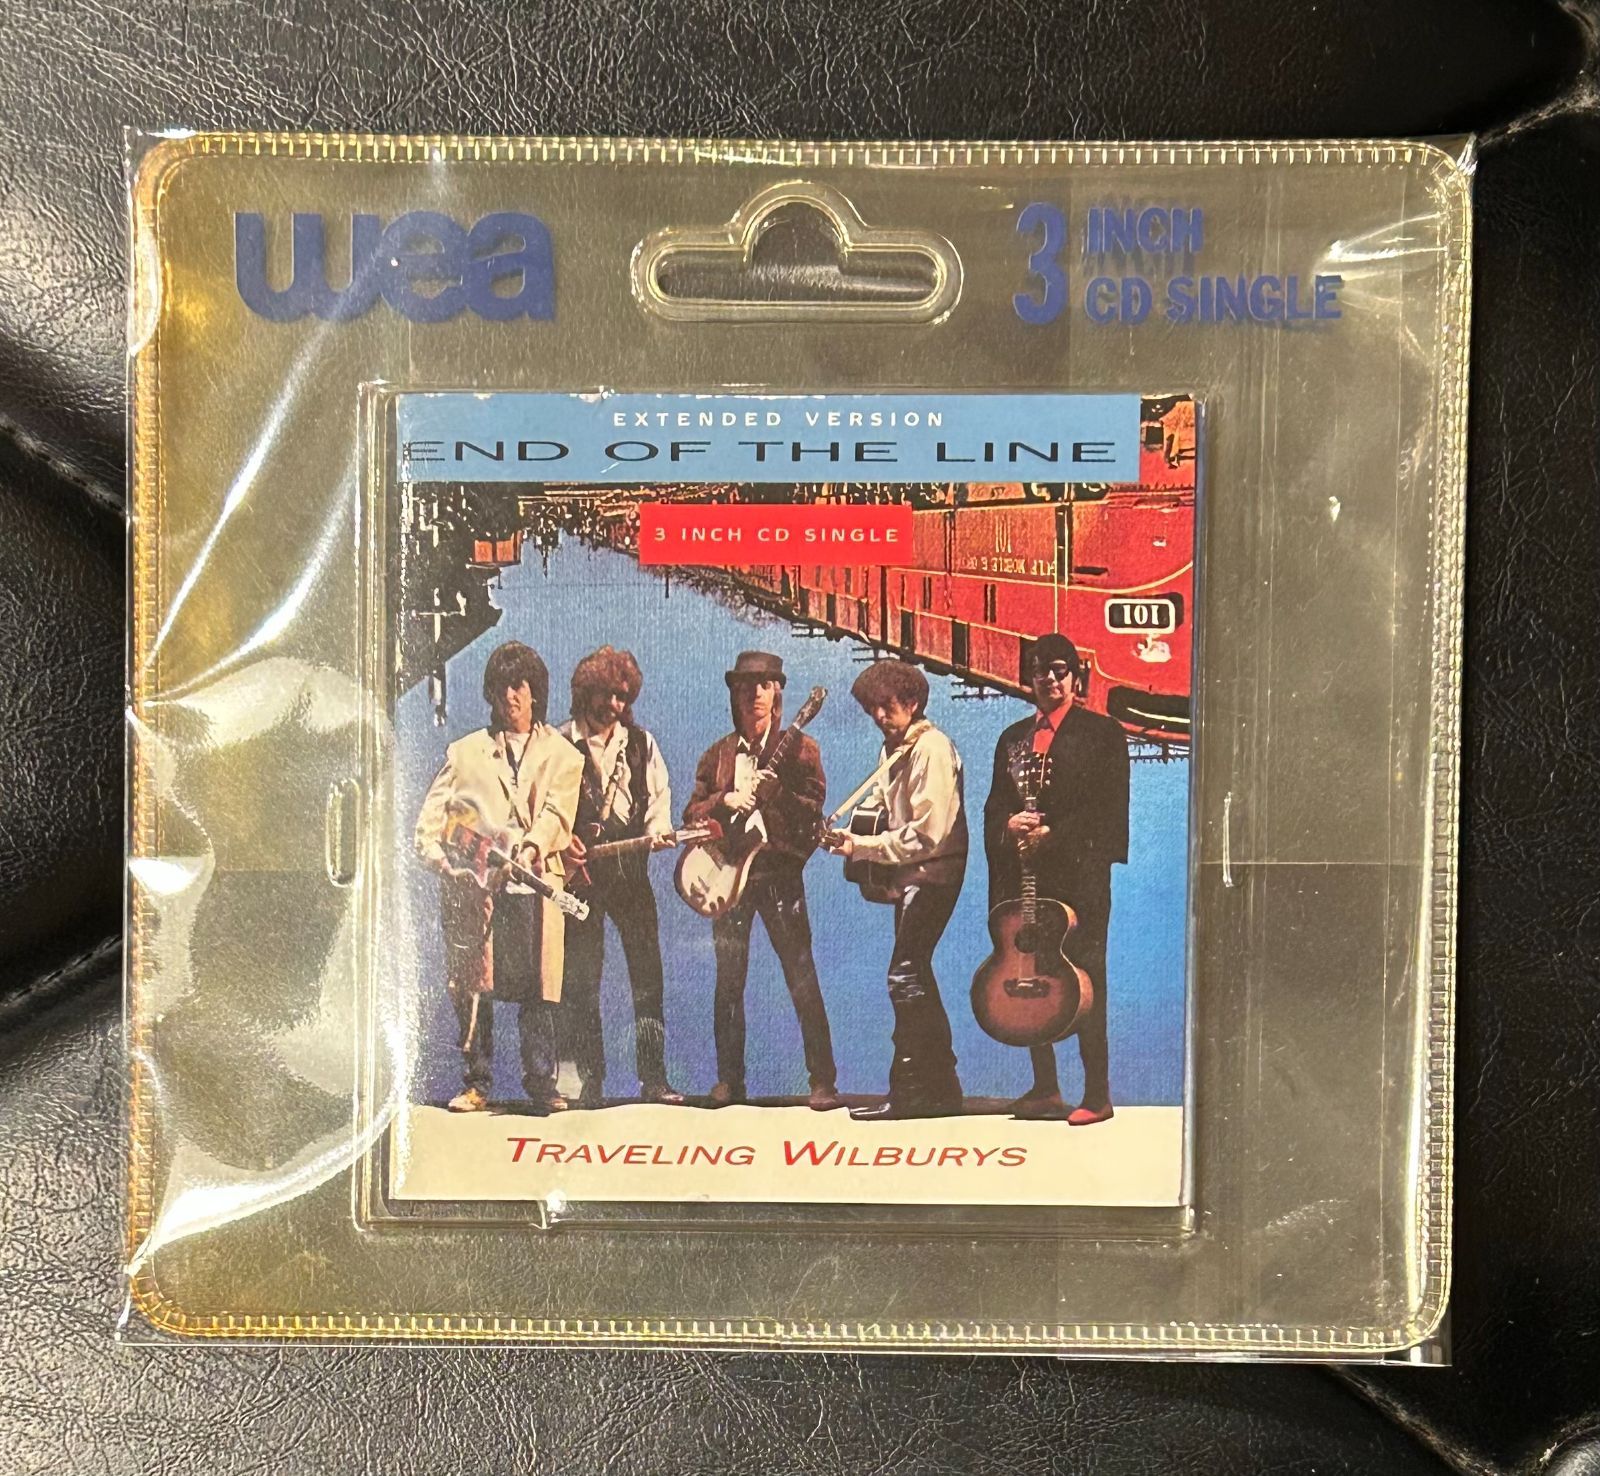 wea
3 INCH
CD SINGLE
EXTENDED VERSION
END OF THE LINE
3 INCH CD SINGLE
101
TRAVELING WILBURYS